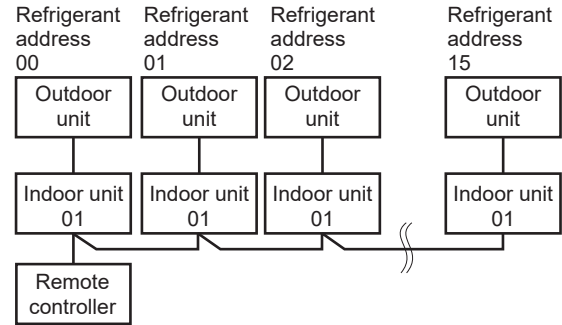 Refrigerant
address
00
Refrigerant
address
01
Refrigerant
address
02
Refrigerant
address
15
Outdoor
unit
Outdoor
unit
Outdoor
unit
Outdoor
unit
Indoor unit
01
Indoor unit
01
Indoor unit
01
Indoor unit
01
Remote
controller